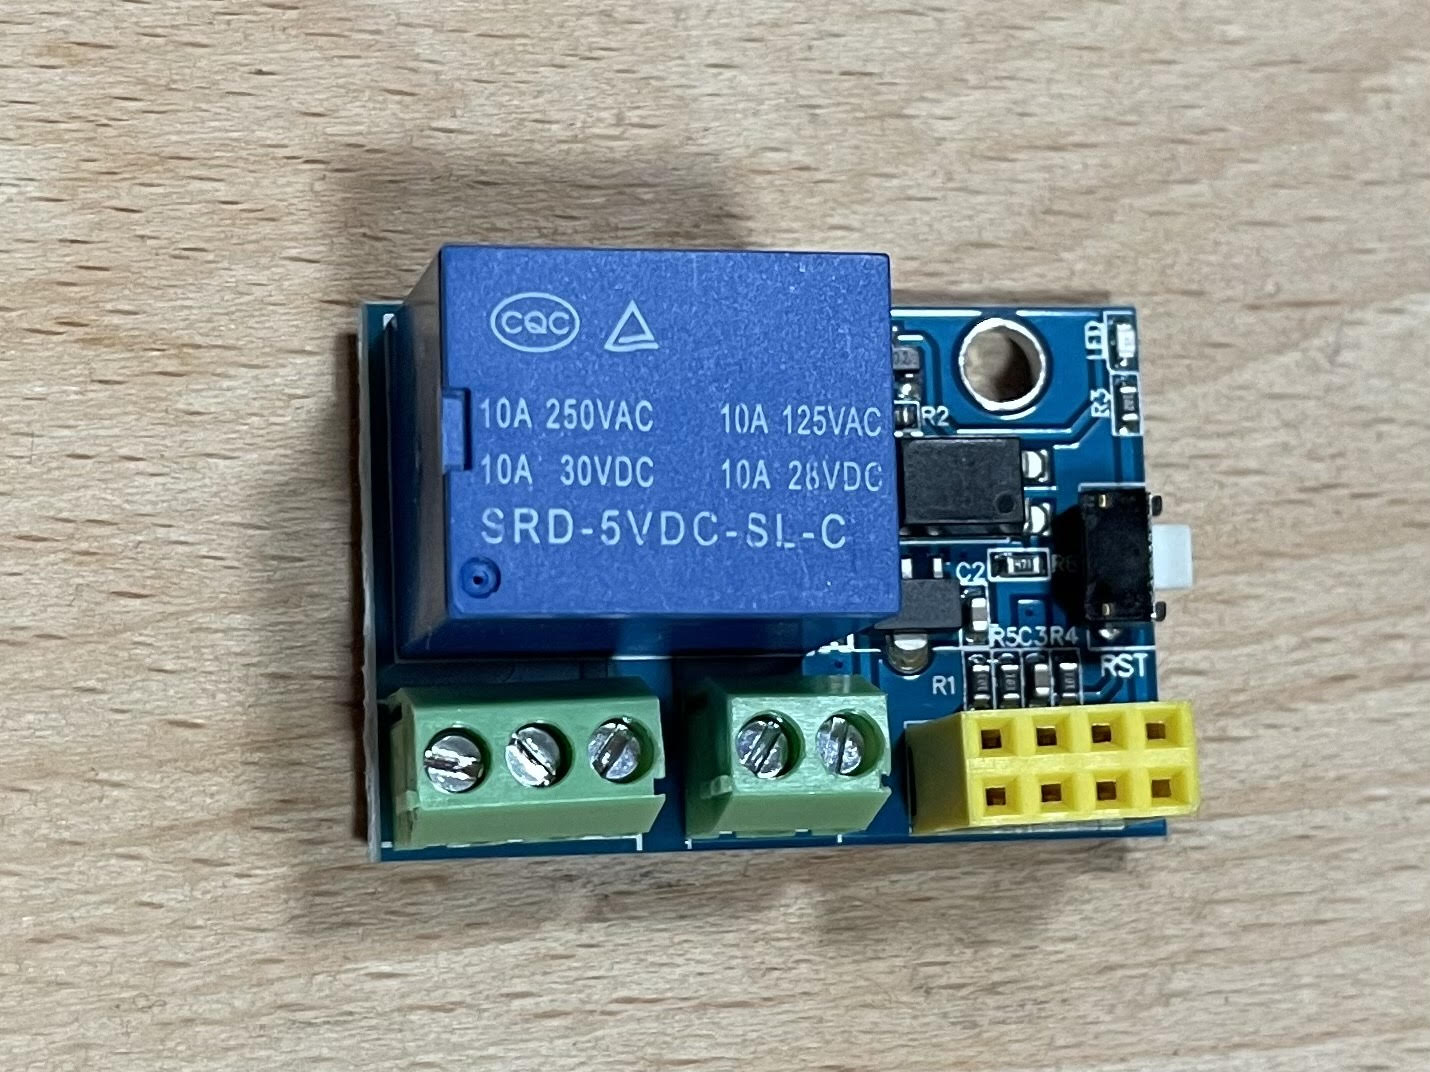 CQC
10A 250VAC 10A 125VAC
10A 30VDC 10A 28VDC
SRD-5VDC-SL-C
LED
R3
R2
C2
R6
R5C3R4
R1
RST